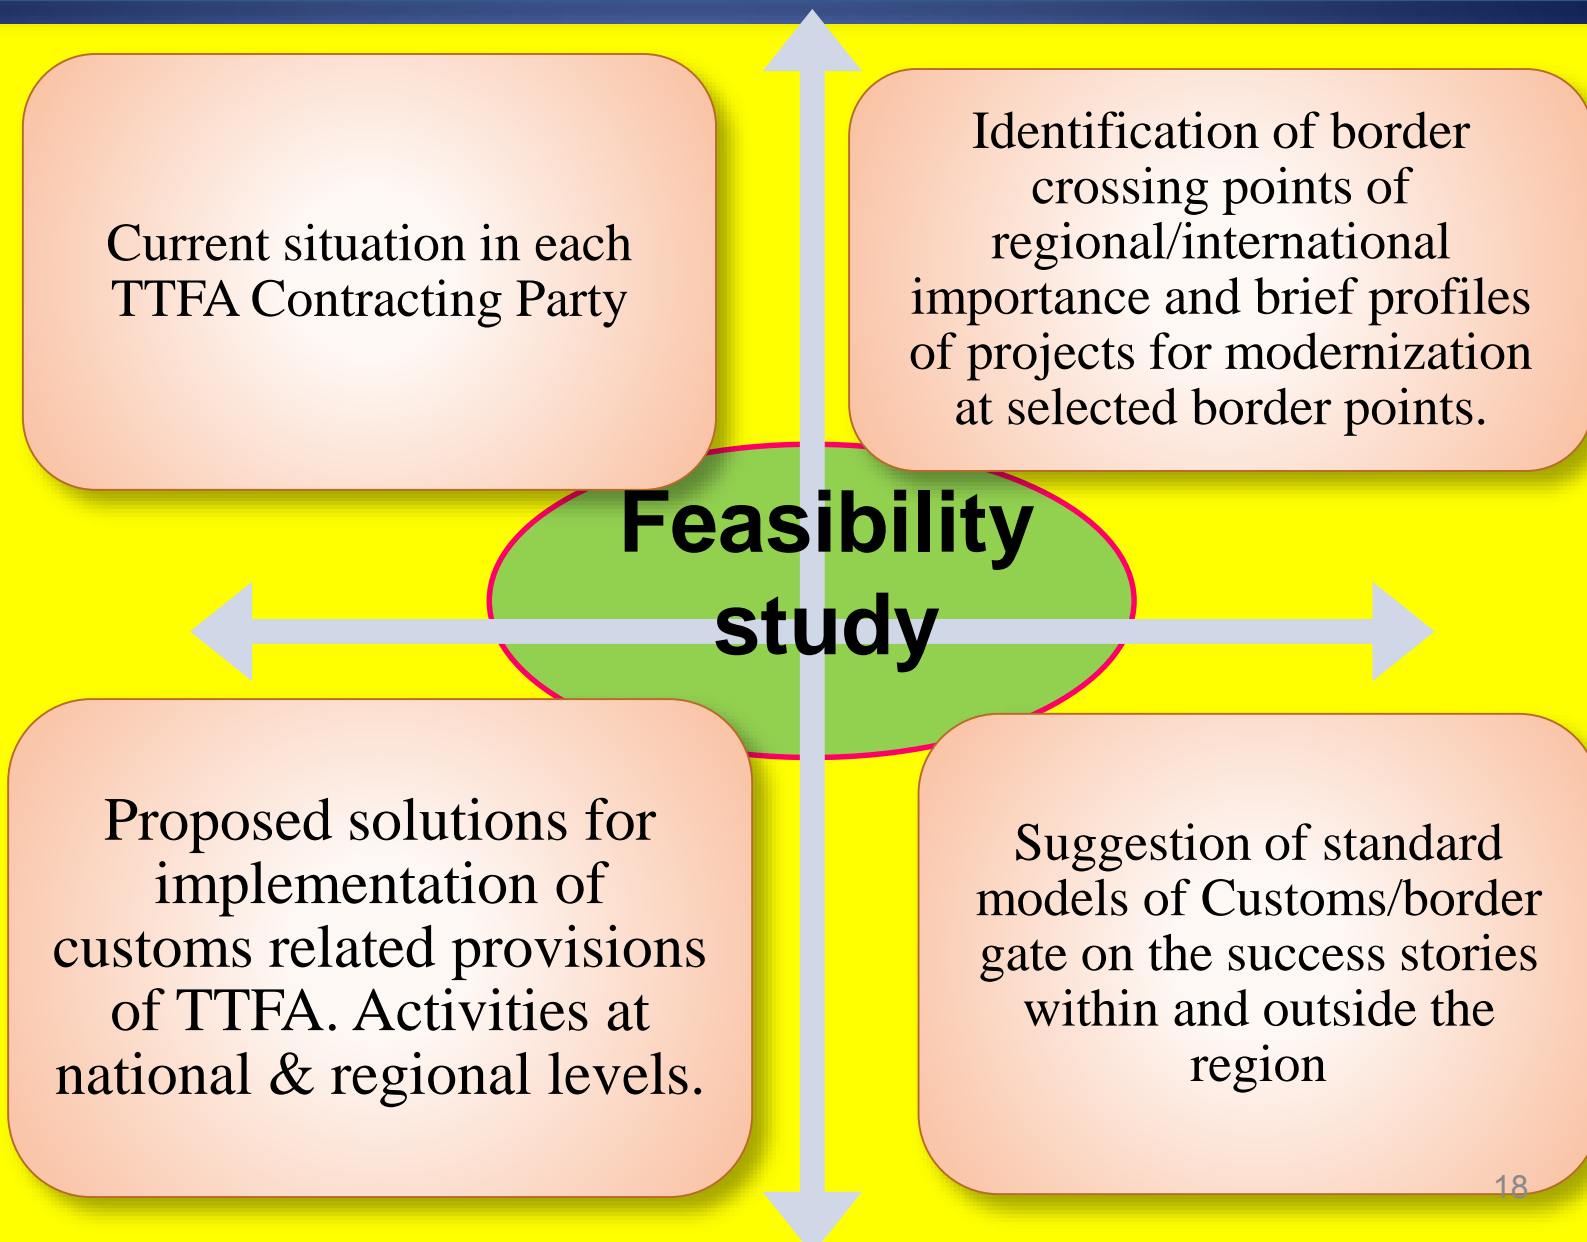 Current situation in each
TTFA Contracting Party
Identification of border
crossing points of
regional/international
importance and brief profiles
of projects for modernization
at selected border points.
Feasibility
study
Proposed solutions for
implementation of
customs related provisions
of TTFA. Activities at
national & regional levels.
Suggestion of standard
models of Customs/border
gate on the success stories
within and outside the
region
18